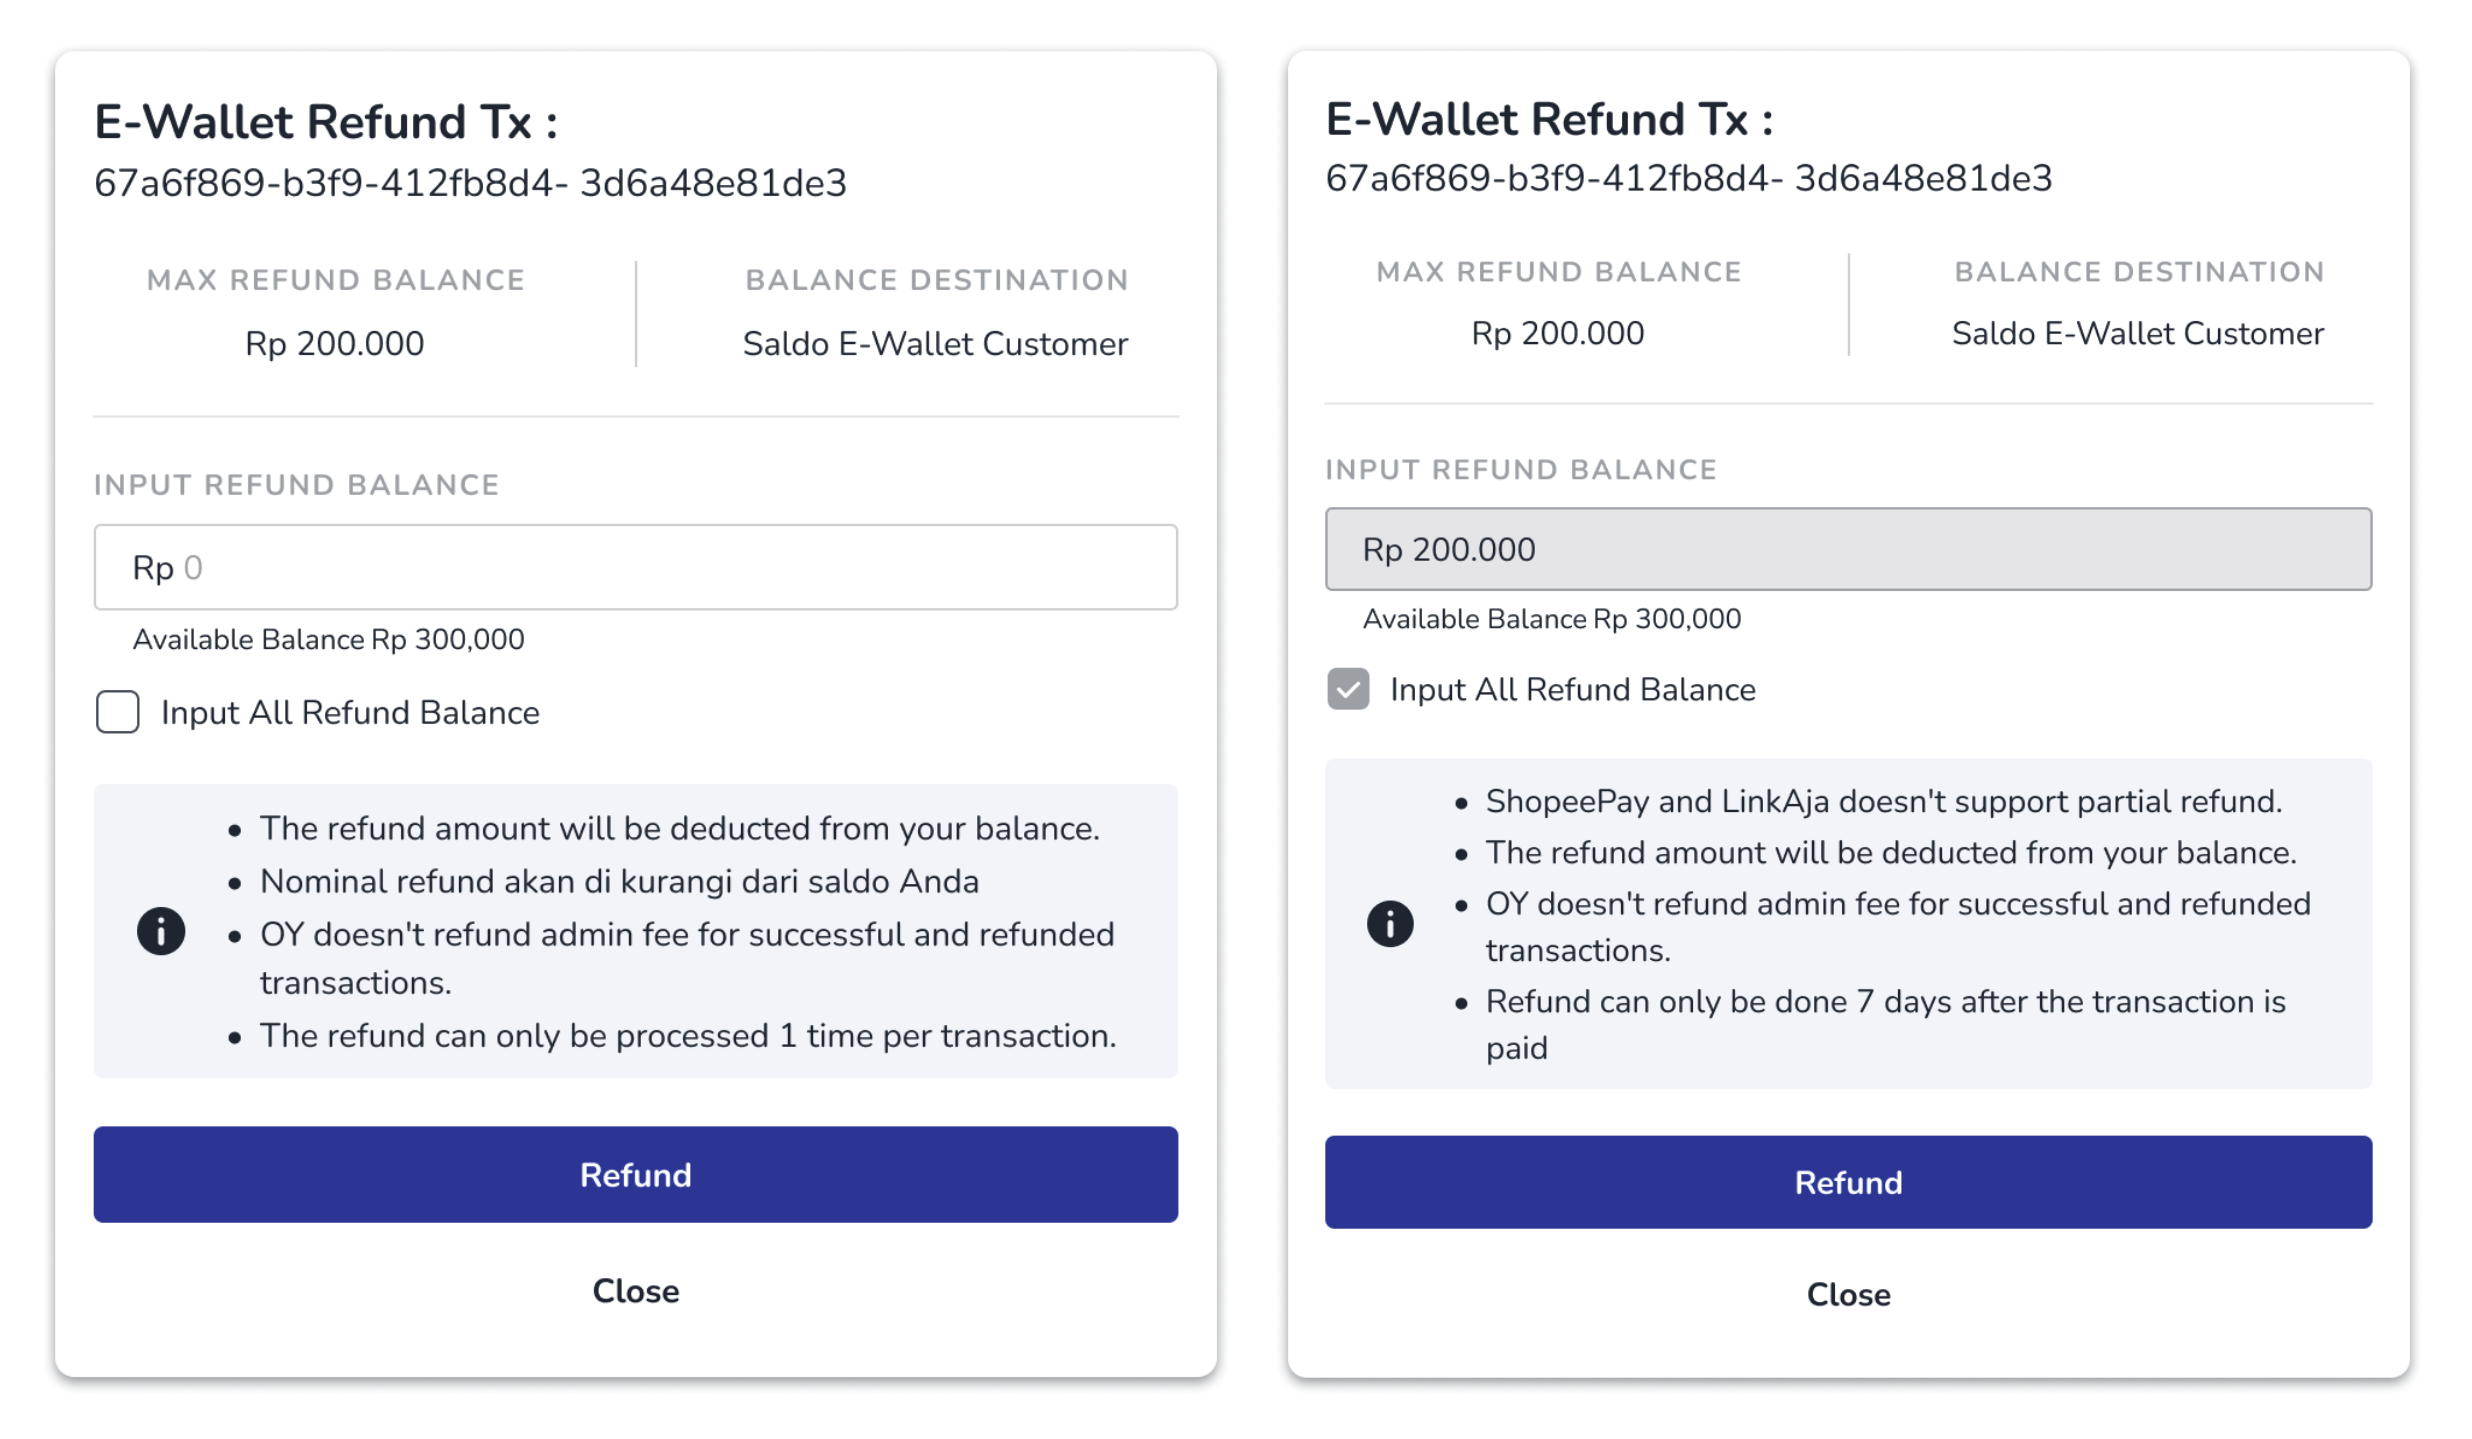 E-Wallet Refund Tx :
67a6f869-b3f9-412fb8d4- 3d6a48e81de3
MAX REFUND BALANCE
Rp 200.000
BALANCE DESTINATION
Saldo E-Wallet Customer
INPUT REFUND BALANCE
Rp 0
Available Balance Rp 300,000
Input All Refund Balance
• The refund amount will be deducted from your balance.
• Nominal refund akan di kurangi dari saldo Anda
• OY doesn't refund admin fee for successful and refunded
transactions.
• The refund can only be processed 1 time per transaction.
Refund
Close
E-Wallet Refund Tx :
67a6f869-b3f9-412fb8d4- 3d6a48e81de3
MAX REFUND BALANCE
Rp 200.000
BALANCE DESTINATION
Saldo E-Wallet Customer
INPUT REFUND BALANCE
Rp 200.000
Available Balance Rp 300,000
Input All Refund Balance
• ShopeePay and LinkAja doesn't support partial refund.
• The refund amount will be deducted from your balance.
• OY doesn't refund admin fee for successful and refunded
transactions.
• Refund can only be done 7 days after the transaction is
paid
Refund
Close